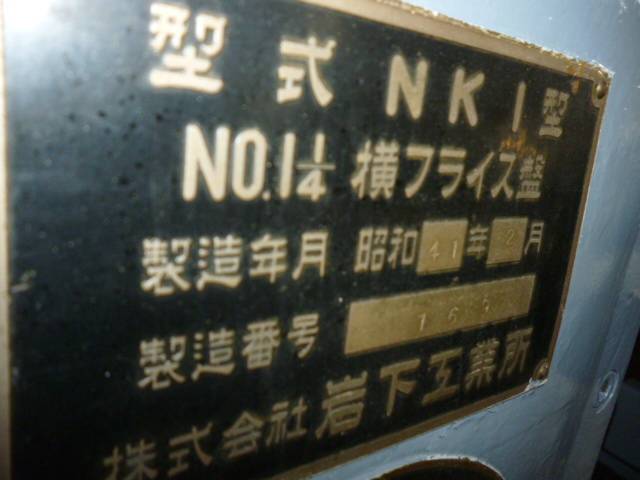 型式 NK1型
NO.1¼ 横フライス盤
製造年月 昭和41年2月
製造番号 165
株式会社 岩下工業所